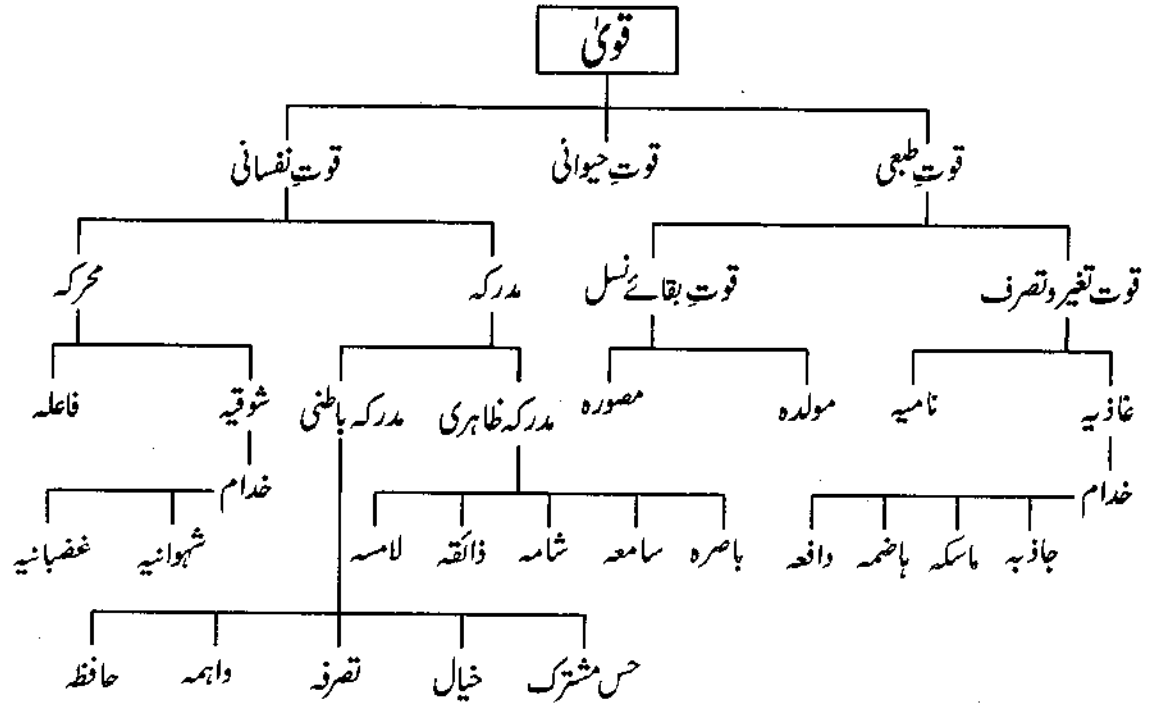 قویٰ
قوتِ طبعی قوتِ حیوانی قوتِ نفسانی
قوت تغیر و تصرف قوتِ بقائے نسل مدرکہ محرکہ
غاذیہ نامیہ مولدہ مصورہ مدرکہ ظاہری مدرکہ باطنی شوقیہ فاعلہ
خدام خدام
جاذبہ ماسکہ ہاضمہ دافعہ باصرہ سامعہ شامہ ذائقہ لامسہ شہوانیہ غضبانیہ
حس مشترک خیال تصرفہ واہمہ حافظہ